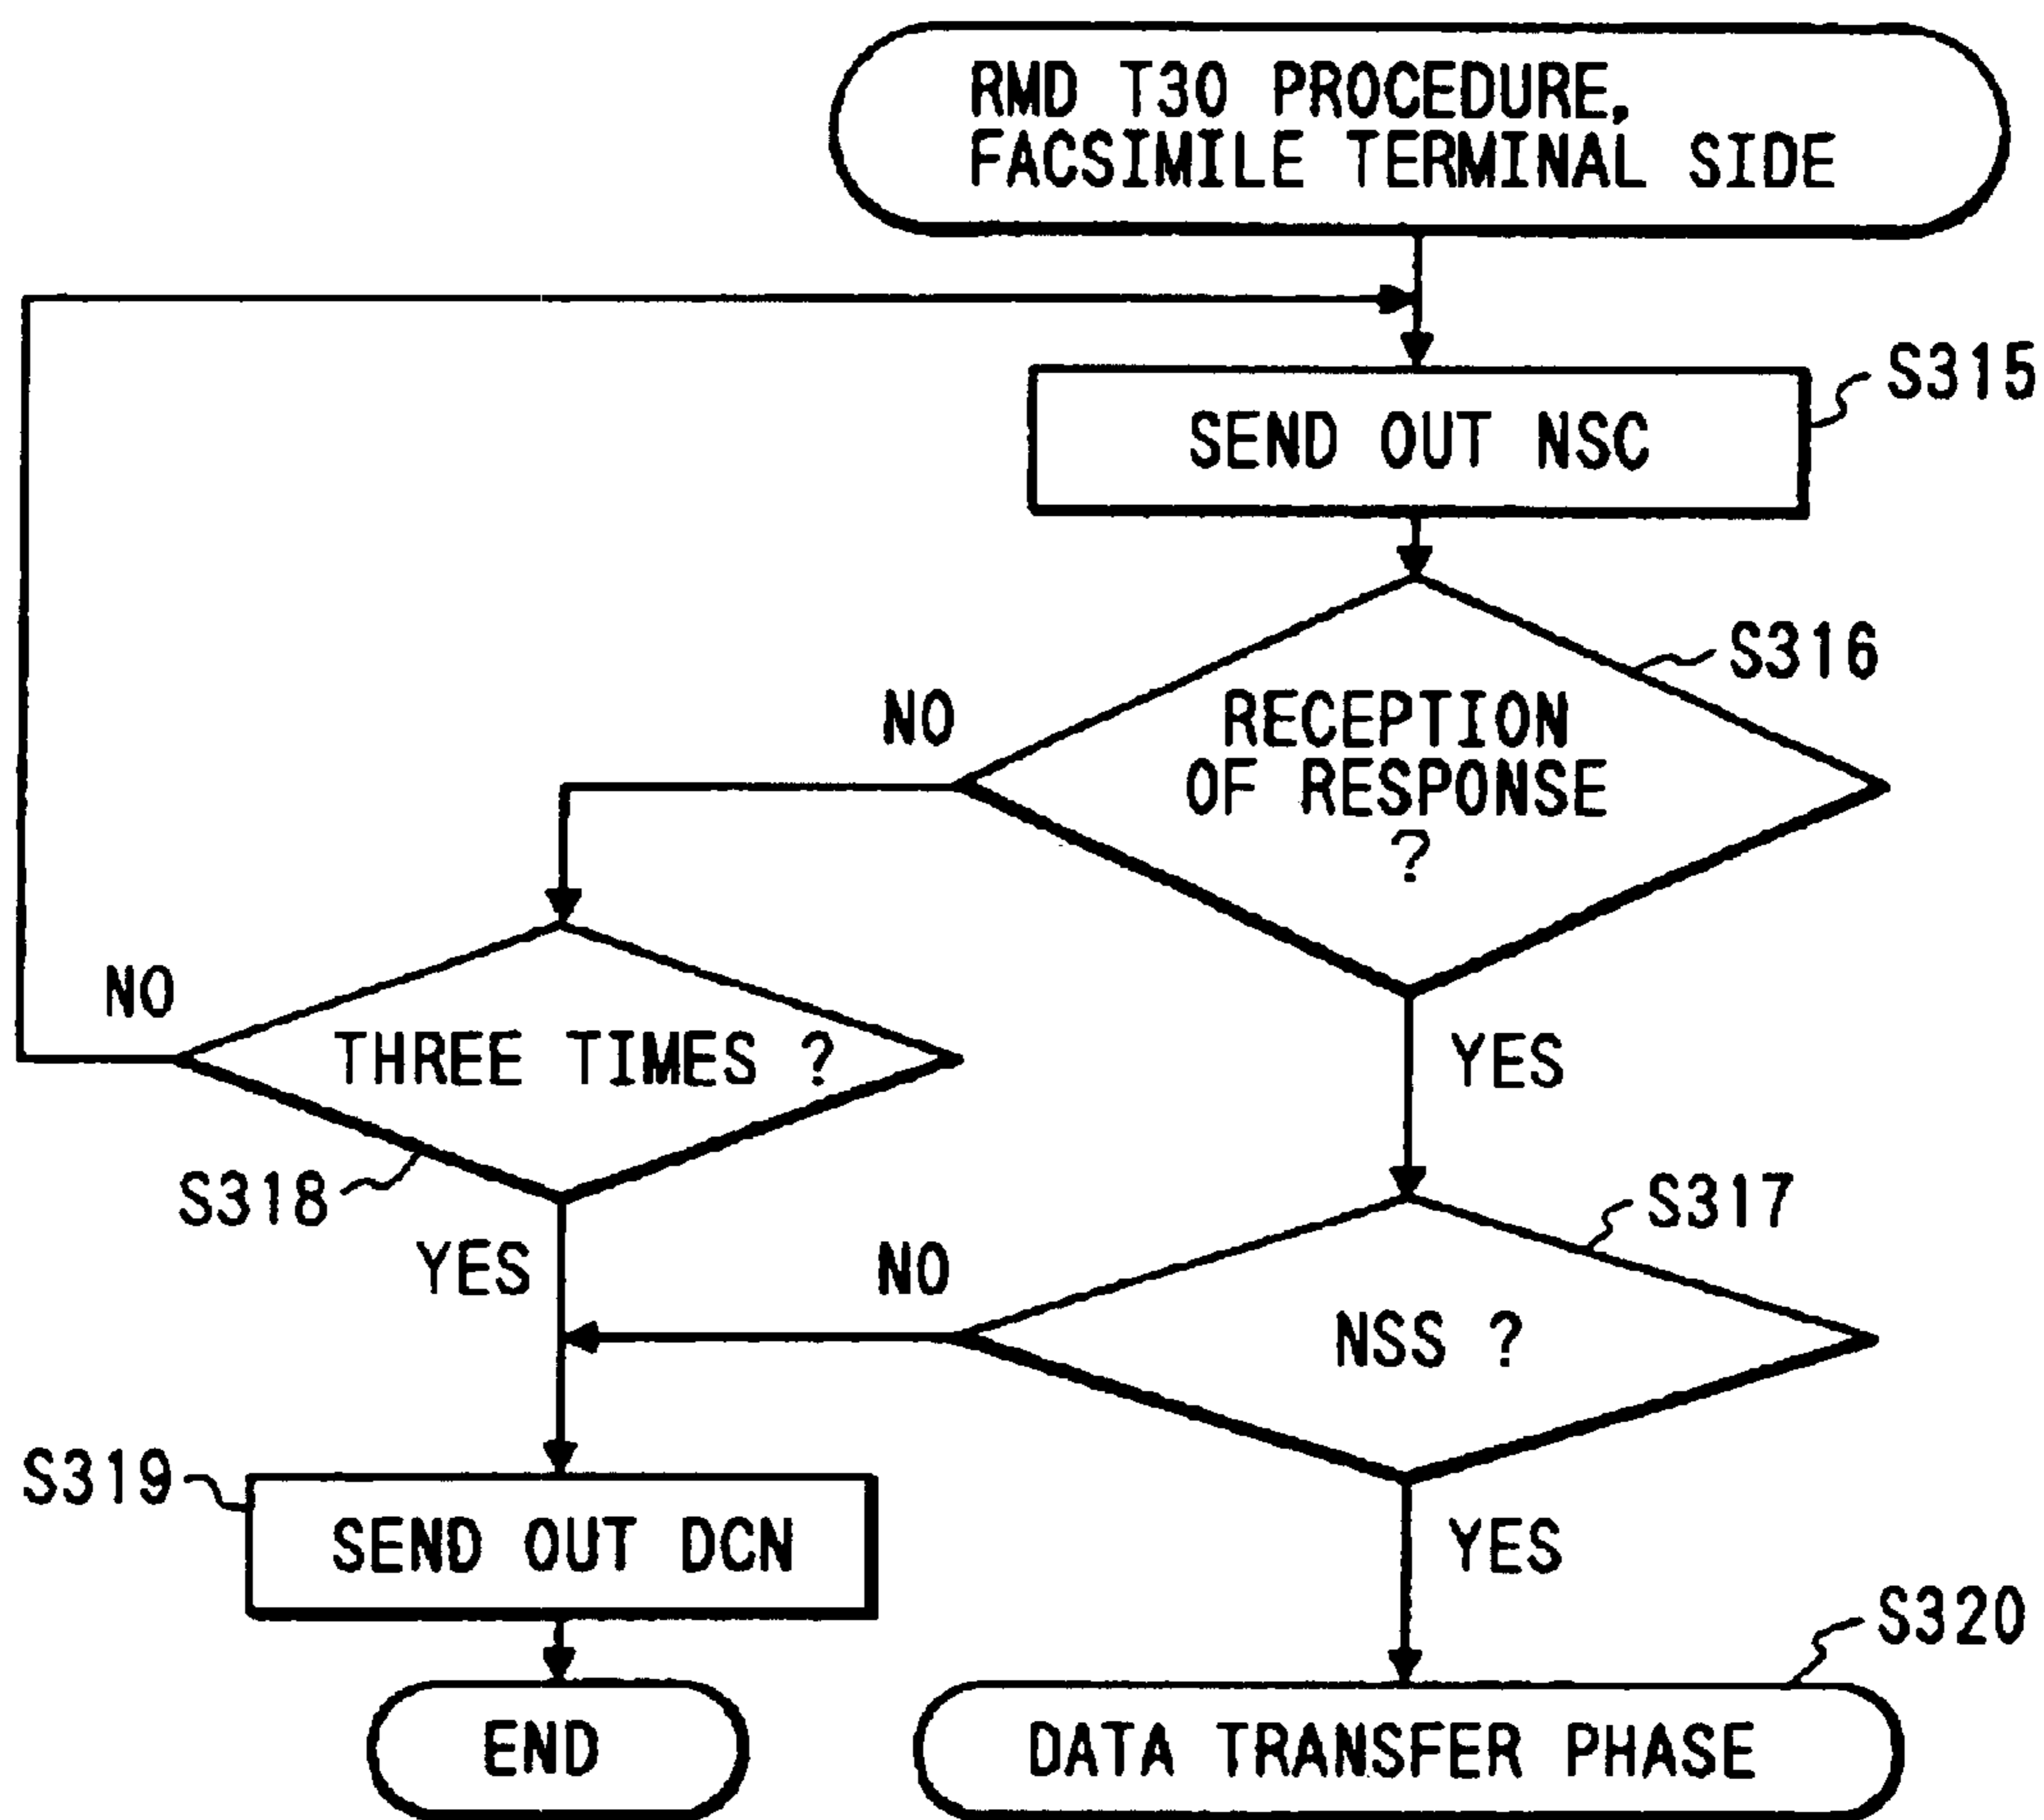 RMD T30 PROCEDURE,
FACSIMILE TERMINAL SIDE
S315
SEND OUT NSC
S316
NO
RECEPTION
OF RESPONSE
?
NO
THREE TIMES ?
YES
S318
S317
YES
NO
NSS ?
S319
SEND OUT DCN
YES
S320
END
DATA TRANSFER PHASE